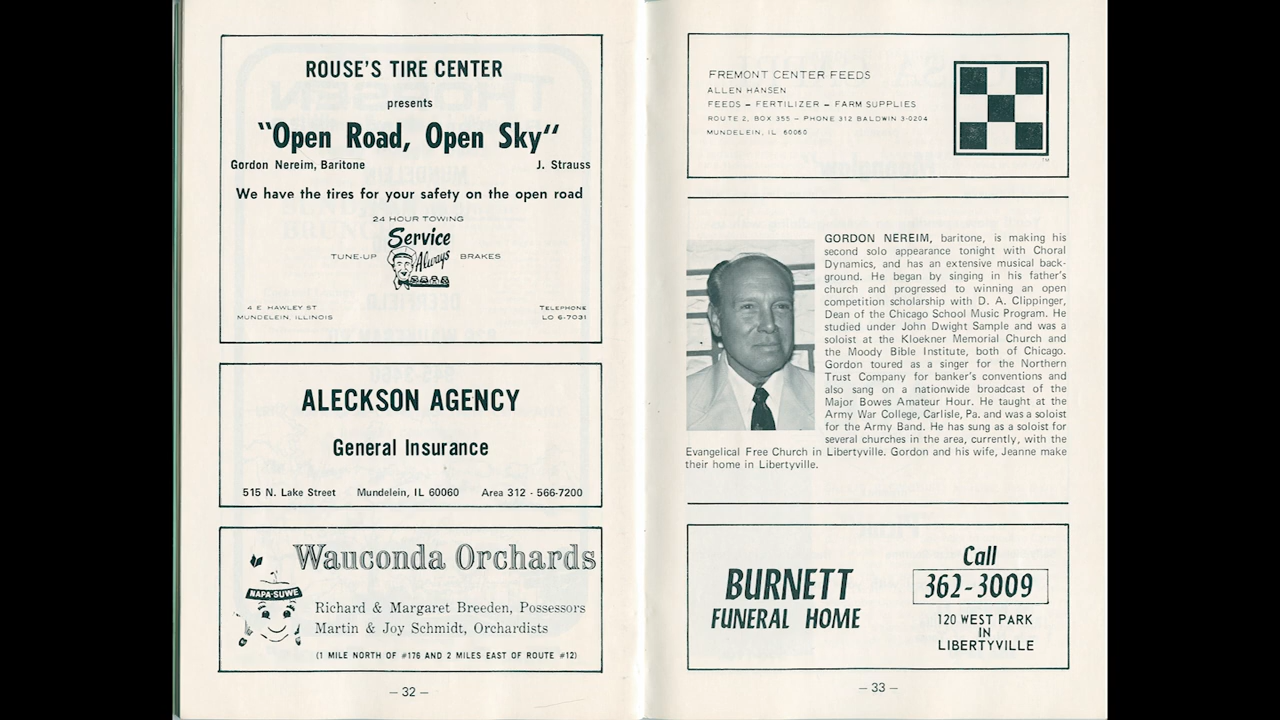 ROUSE'S TIRE CENTER
presents
"Open Road, Open Sky"
Gordon Nereim, Baritone J. Strauss
We have the tires for your safety on the open road
24 HOUR TOWING
Service
TUNE-UP Always BRAKES
4 E. HAWLEY ST TELEPHONE
MUNDELEIN, ILLINOIS LO 6-7031
ALECKSON AGENCY
General Insurance
515 N. Lake Street Mundelein, IL 60060 Area 312 - 566-7200
Wauconda Orchards
NAPA-SUWE
Richard & Margaret Breeden, Possessors
Martin & Joy Schmidt, Orchardists
(1 MILE NORTH OF #176 AND 2 MILES EAST OF ROUTE #12)
– 32 –
FREMONT CENTER FEEDS
ALLEN HANSEN
FEEDS – FERTILIZER – FARM SUPPLIES
ROUTE 2, BOX 355 – PHONE 312 BALDWIN 3-0204
MUNDELEIN, IL 60060
TM
GORDON NEREIM, baritone, is making his
second solo appearance tonight with Choral
Dynamics, and has an extensive musical back-
ground. He began by singing in his father's
church and progressed to winning an open
competition scholarship with D. A. Clippinger,
Dean of the Chicago School Music Program. He
studied under John Dwight Sample and was a
soloist at the Kloekner Memorial Church and
the Moody Bible Institute, both of Chicago.
Gordon toured as a singer for the Northern
Trust Company for banker's conventions and
also sang on a nationwide broadcast of the
Major Bowes Amateur Hour. He taught at the
Army War College, Carlisle, Pa. and was a soloist
for the Army Band. He has sung as a soloist for
several churches in the area, currently, with the
Evangelical Free Church in Libertyville. Gordon and his wife, Jeanne make
their home in Libertyville.
BURNETT
FUNERAL HOME
Call
362-3009
120 WEST PARK
IN
LIBERTYVILLE
– 33 –